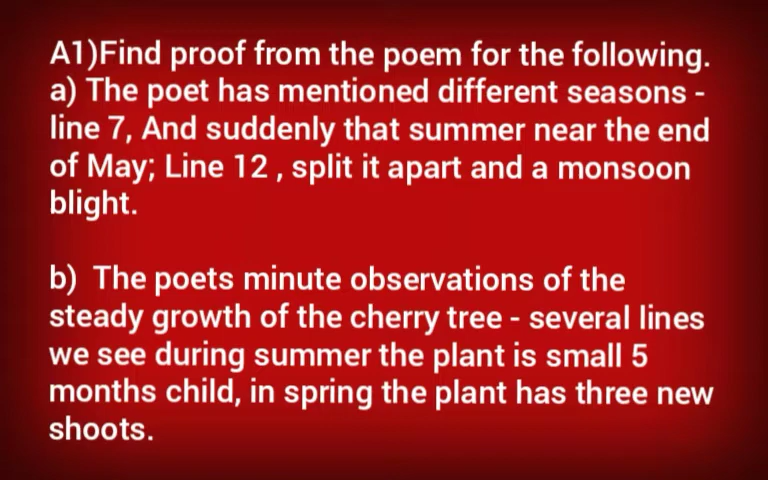 A1)Find proof from the poem for the following.
a) The poet has mentioned different seasons -
line 7, And suddenly that summer near the end
of May; Line 12 , split it apart and a monsoon
blight.
b)  The poets minute observations of the
steady growth of the cherry tree - several lines
we see during summer the plant is small 5
months child, in spring the plant has three new
shoots.